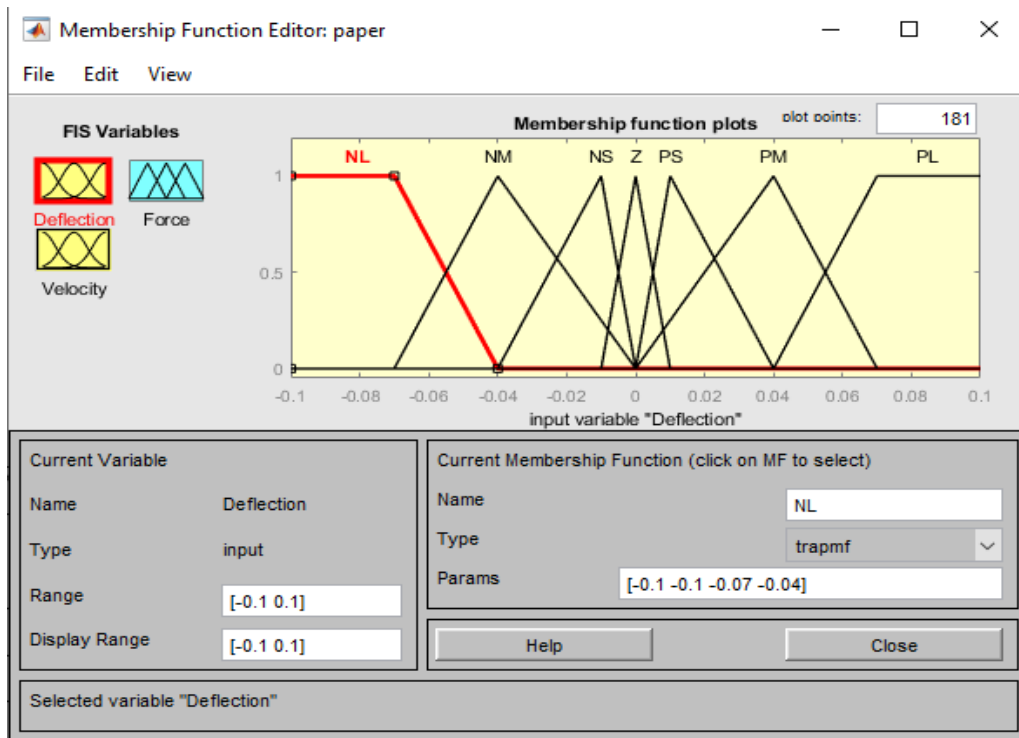 Membership Function Editor: paper
File Edit View
FIS Variables
Deflection
Force
Velocity
Membership function plots
plot points:
181
NL NM NS Z PS PM PL
1
0.5
0
-0.1 -0.08 -0.06 -0.04 -0.02 0 0.02 0.04 0.06 0.08 0.1
input variable "Deflection"
Current Variable
Name Deflection
Type input
Range [-0.1 0.1]
Display Range [-0.1 0.1]
Current Membership Function (click on MF to select)
Name NL
Type trapmf
Params [-0.1 -0.1 -0.07 -0.04]
Help Close
Selected variable "Deflection"